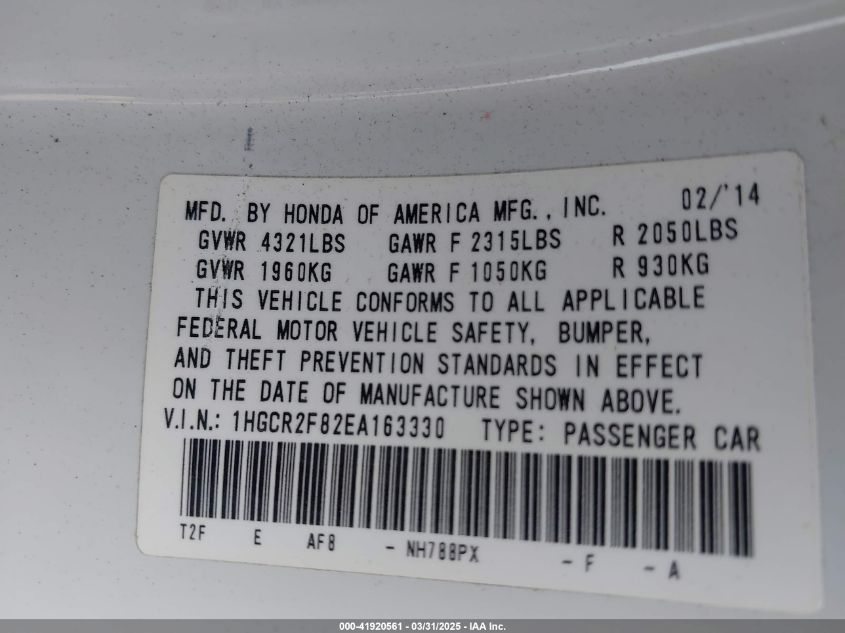 MFD. BY HONDA OF AMERICA MFG., INC. 02/'14
GVWR 4321LBS GAWR F 2315LBS R 2050LBS
GVWR 1960KG GAWR F 1050KG R 930KG
THIS VEHICLE CONFORMS TO ALL APPLICABLE
FEDERAL MOTOR VEHICLE SAFETY, BUMPER,
AND THEFT PREVENTION STANDARDS IN EFFECT
ON THE DATE OF MANUFACTURE SHOWN ABOVE.
V.I.N.: 1HGCR2F82EA163330 TYPE: PASSENGER CAR
T2F E AF8 - NH788PX - F - A
000-41920561 - 03/31/2025 - IAA Inc.